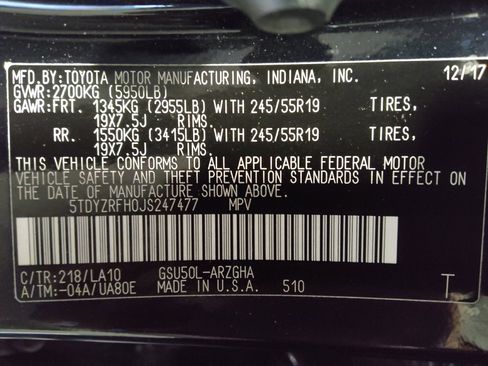 MFD.BY:TOYOTA MOTOR MANUFACTURING, INDIANA, INC. 12/17
GVWR:2700KG (5950LB)
GAWR:FRT. 1345KG (2955LB) WITH 245/55R19 TIRES,
19X7.5J RIMS.
RR. 1550KG (3415LB) WITH 245/55R19 TIRES,
19X7.5J RIMS.
THIS VEHICLE CONFORMS TO ALL APPLICABLE FEDERAL MOTOR
VEHICLE SAFETY AND THEFT PREVENTION STANDARDS IN EFFECT ON
THE DATE OF MANUFACTURE SHOWN ABOVE.
5TDYZRFH0JS247477 MPV
C/TR:218/LA10 GSU50L-ARZGHA
A/TM:-04A/UA80E MADE IN U.S.A. 510 T